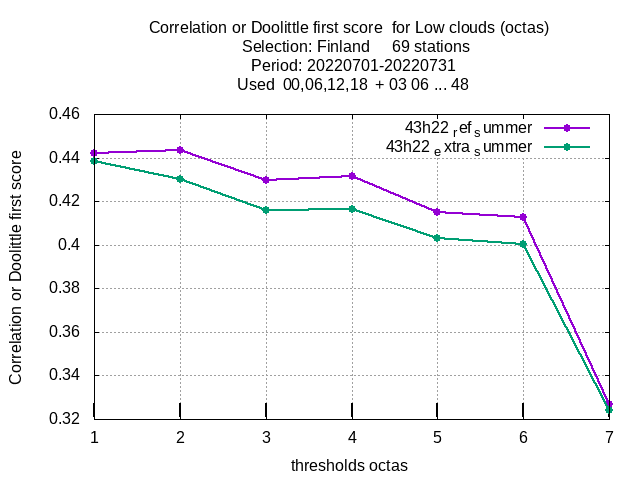 Correlation or Doolittle first score  for Low clouds (octas)
Selection: Finland     69 stations
Period: 20220701-20220731
Used  00,06,12,18  + 03 06 ... 48
43h22 ref summer
43h22 extra summer
0.46
0.44
0.42
0.4
0.38
0.36
0.34
0.32
Correlation or Doolittle first score
1 2 3 4 5 6 7
thresholds octas